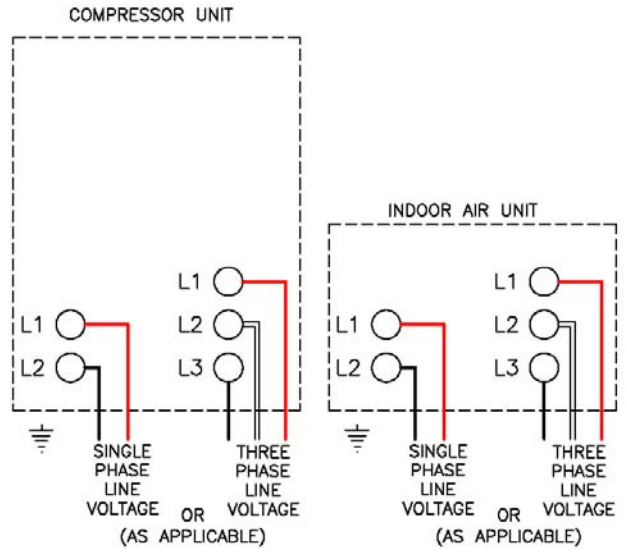 COMPRESSOR UNIT
L1
L2
L3
L1
L2
SINGLE
PHASE
LINE
VOLTAGE
OR
(AS APPLICABLE)
THREE
PHASE
LINE
VOLTAGE
INDOOR AIR UNIT
L1
L2
L3
L1
L2
SINGLE
PHASE
LINE
VOLTAGE
OR
(AS APPLICABLE)
THREE
PHASE
LINE
VOLTAGE